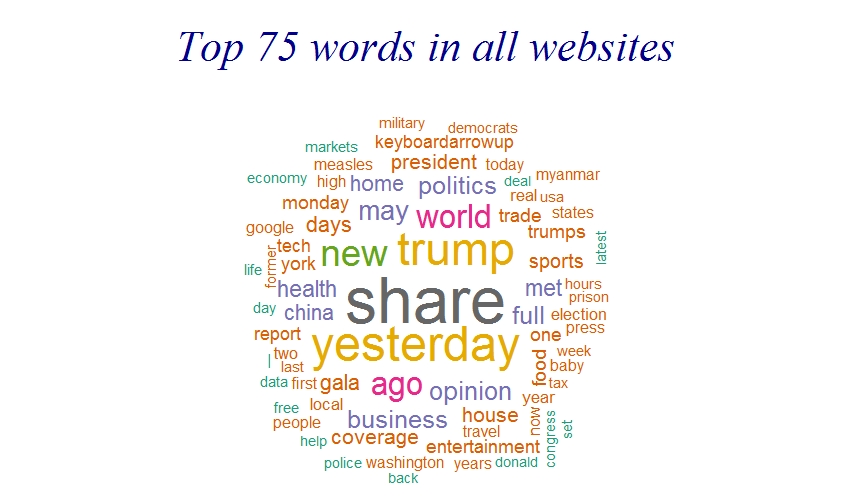 Top 75 words in all websites
military
democrats
markets
keyboardarrowup
measles
president
today
economy
high
home
politics
deal
myanmar
monday
may
world
real
usa
google
days
trade
states
tech
new
trump
trumps
latest
former
york
sports
life
health
share
met
hours
prison
day
china
full
election
report
yesterday
one
press
|
two
last
food
week
baby
data
first
gala
ago
opinion
tax
year
free
local
people
business
house
now
congress
set
help
coverage
travel
entertainment
police
washington
years
donald
back